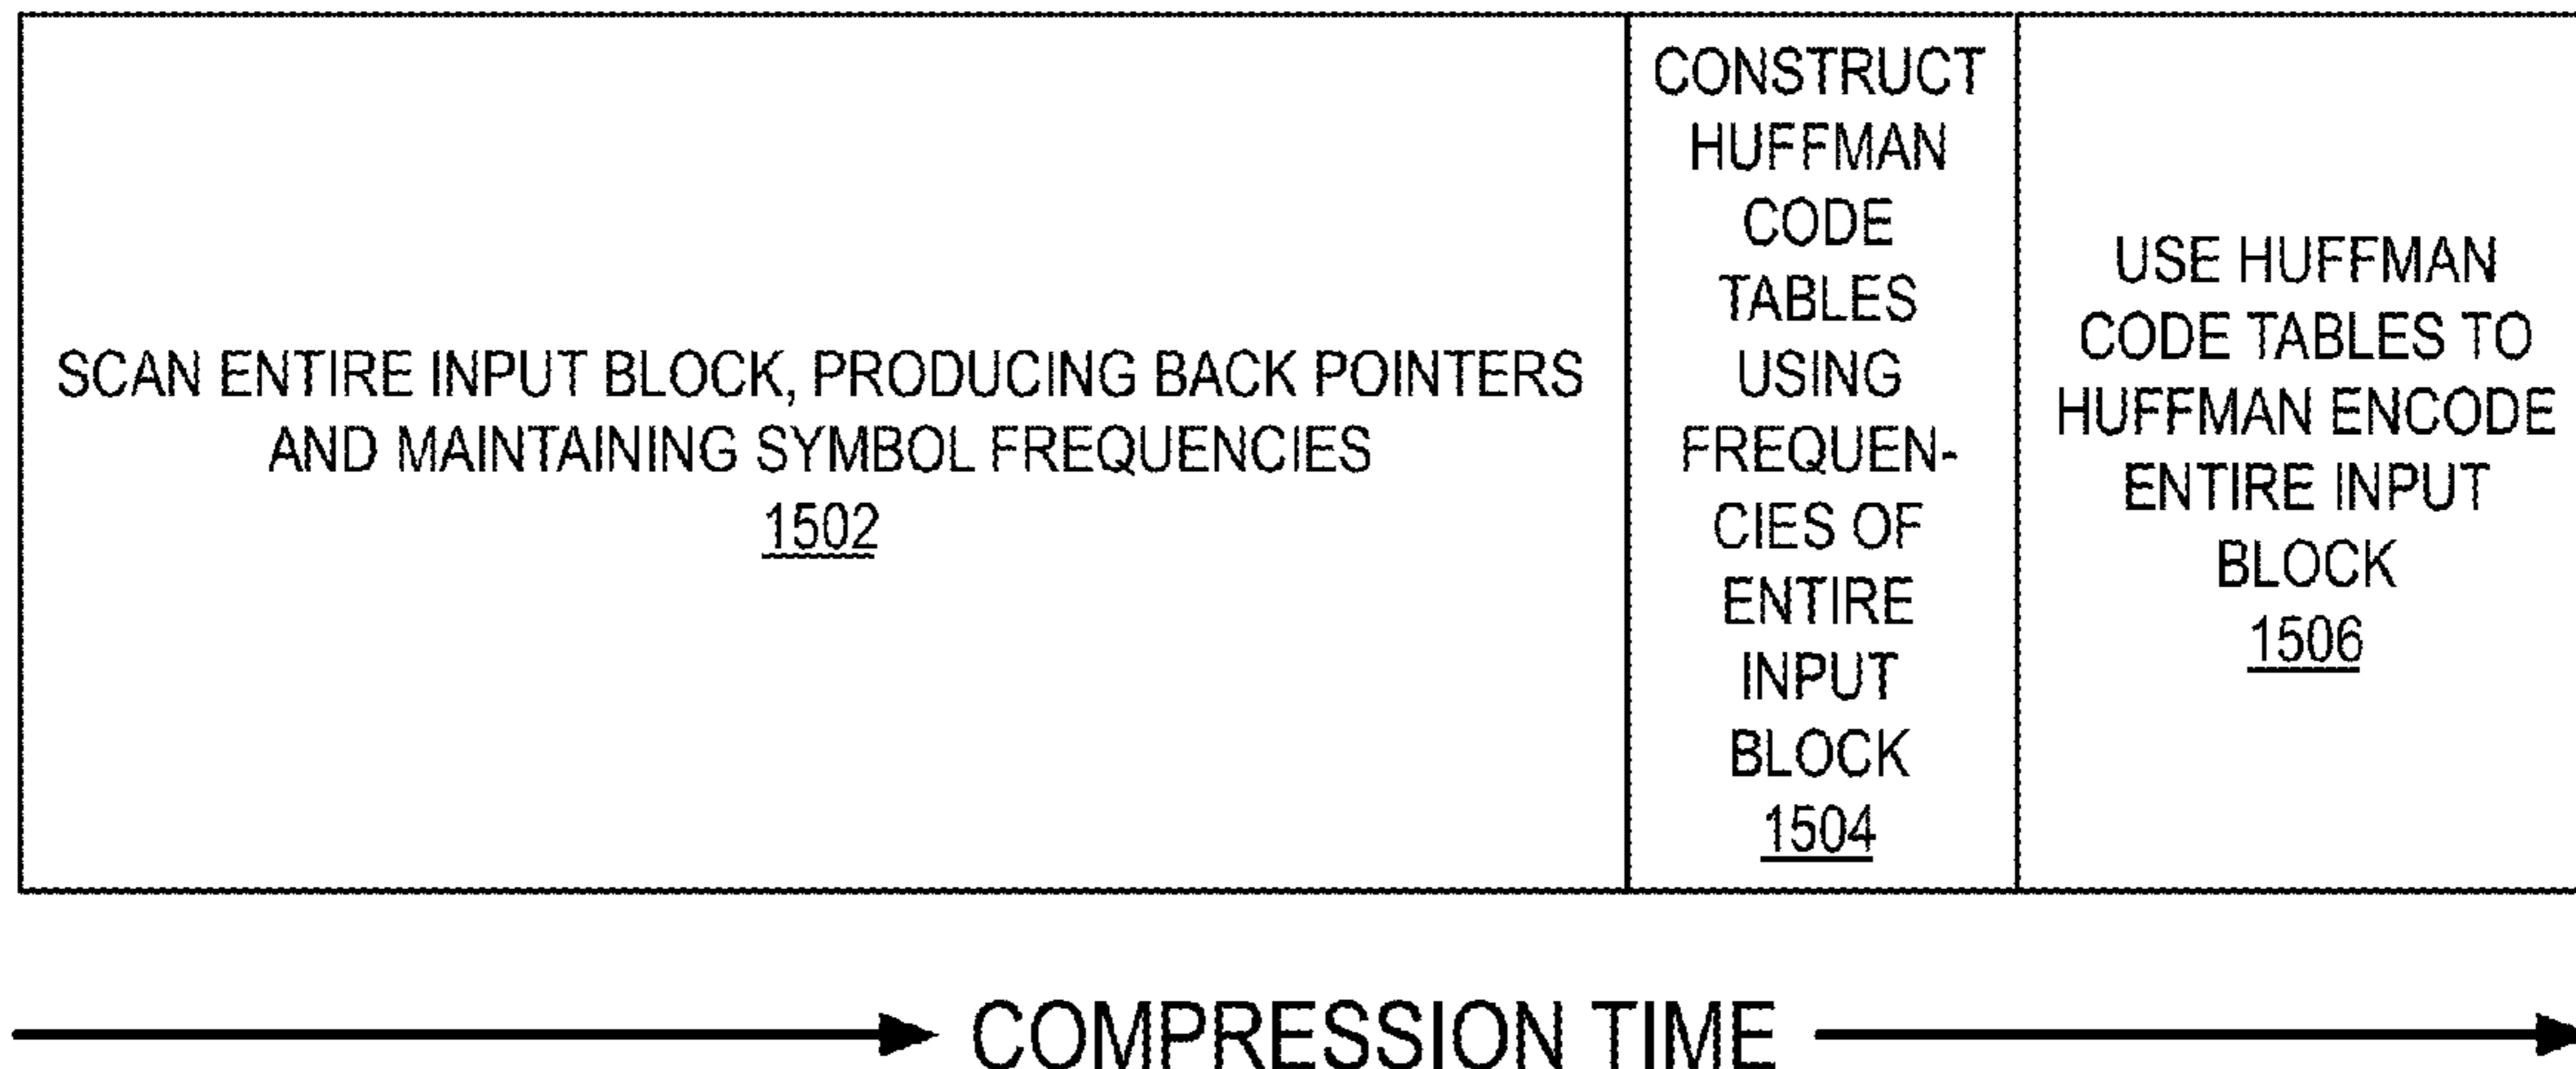 SCAN ENTIRE INPUT BLOCK, PRODUCING BACK POINTERS
AND MAINTAINING SYMBOL FREQUENCIES
1502
CONSTRUCT
HUFFMAN
CODE
TABLES
USING
FREQUEN-
CIES OF
ENTIRE
INPUT
BLOCK
1504
USE HUFFMAN
CODE TABLES TO
HUFFMAN ENCODE
ENTIRE INPUT
BLOCK
1506
COMPRESSION TIME